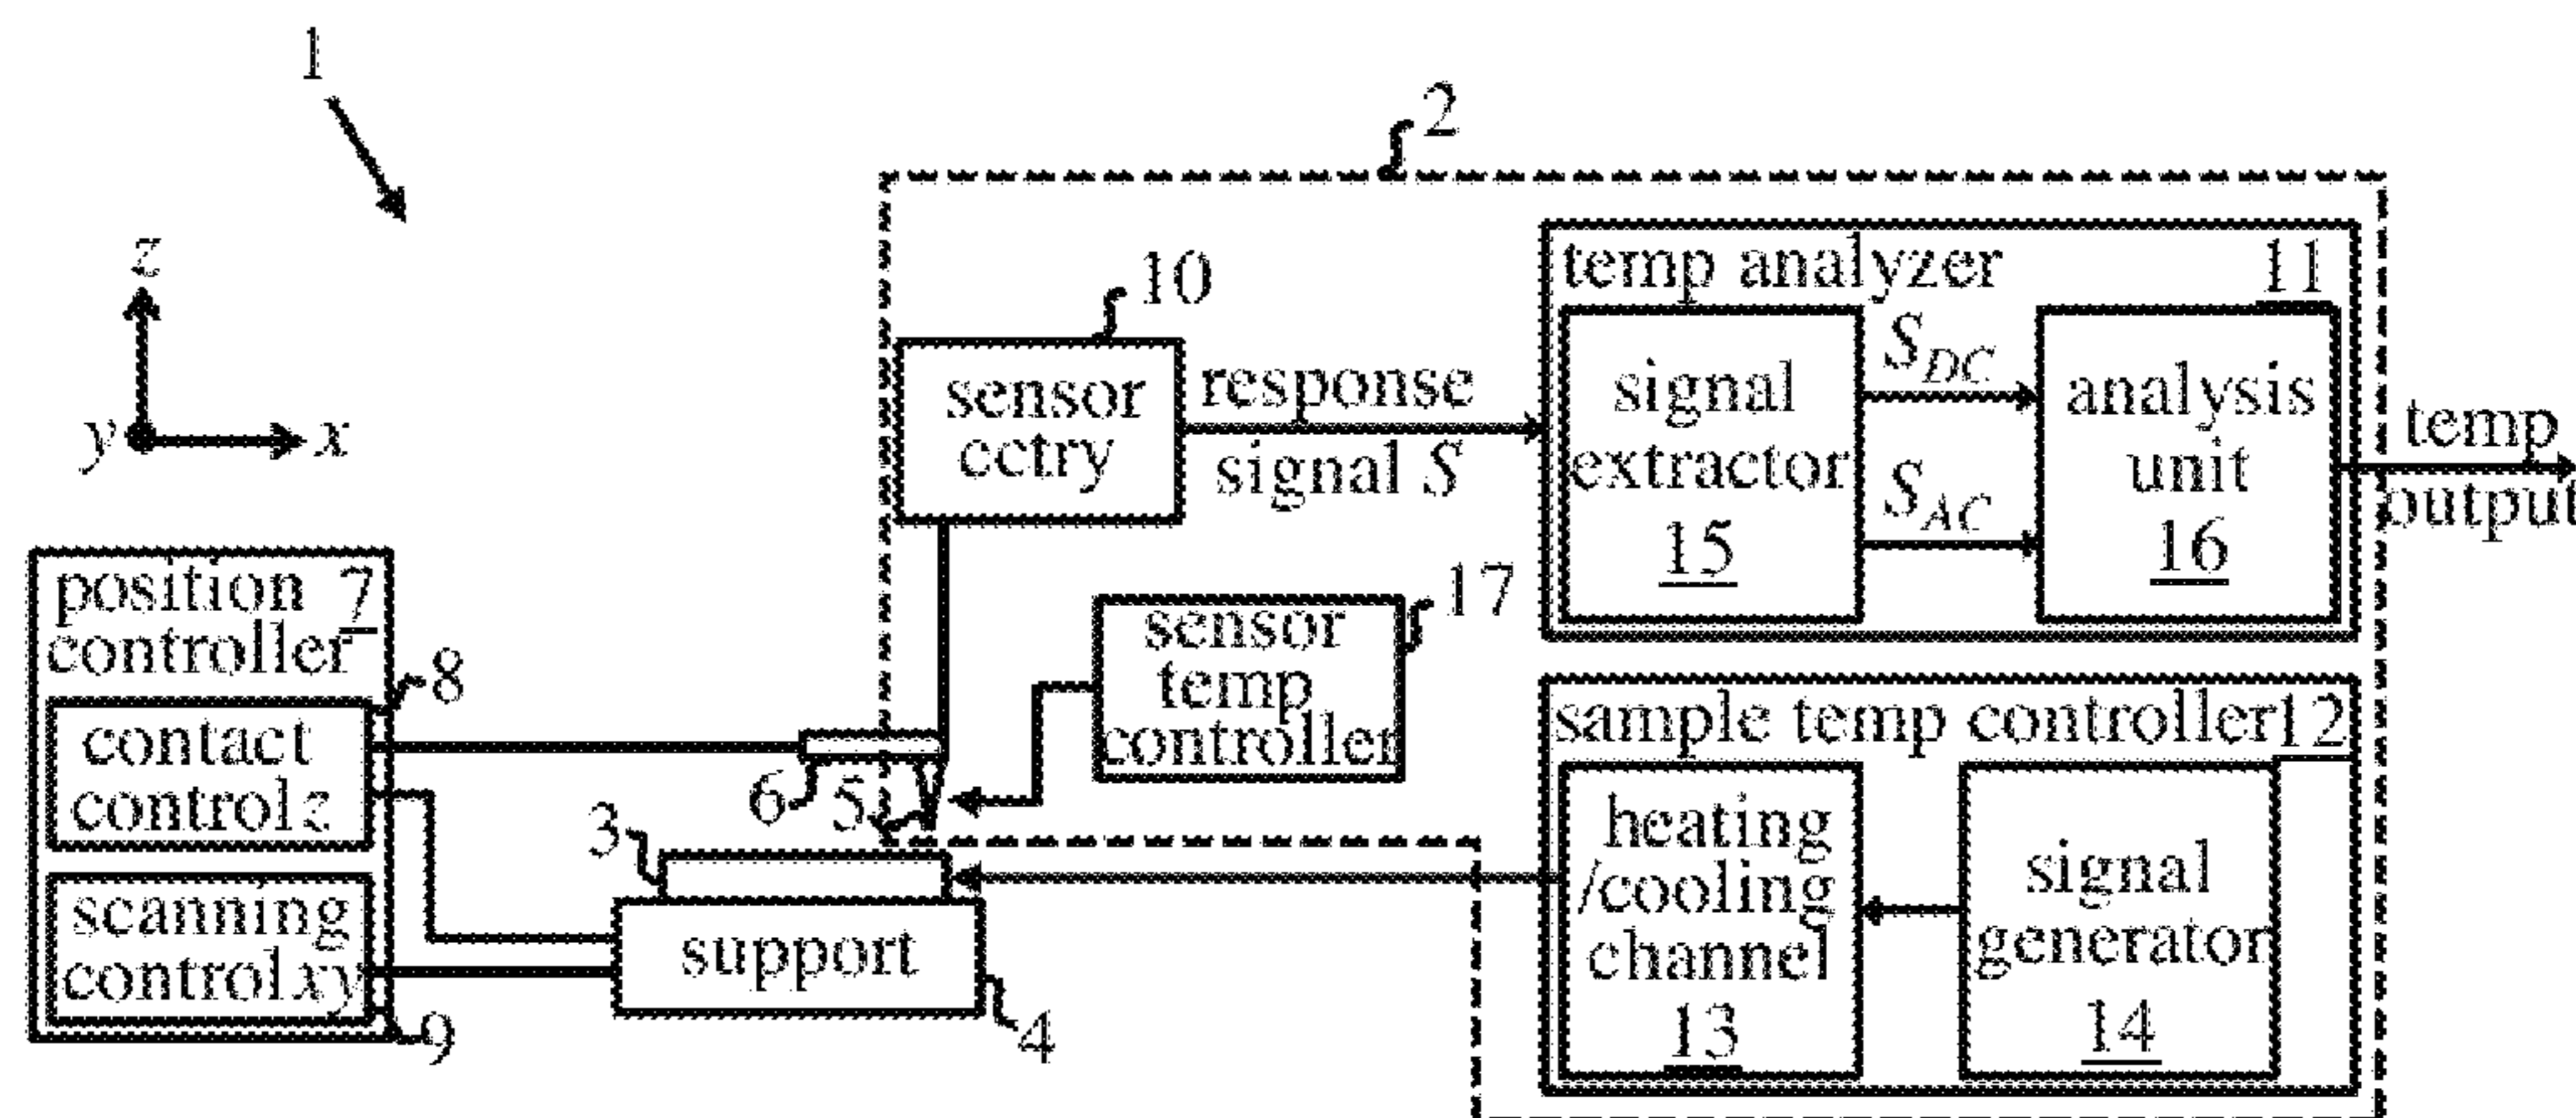 1
2
z
y
x
10
sensor
cctry
response
signal S
temp analyzer
11
signal
extractor
15
S_DC
S_AC
analysis
unit
16
temp
output
position
controller
7
8
contact
control z
scanning
control xy
9
6
5
3
support
4
sensor
temp
controller
17
sample temp controller
12
heating
/cooling
channel
13
signal
generator
14